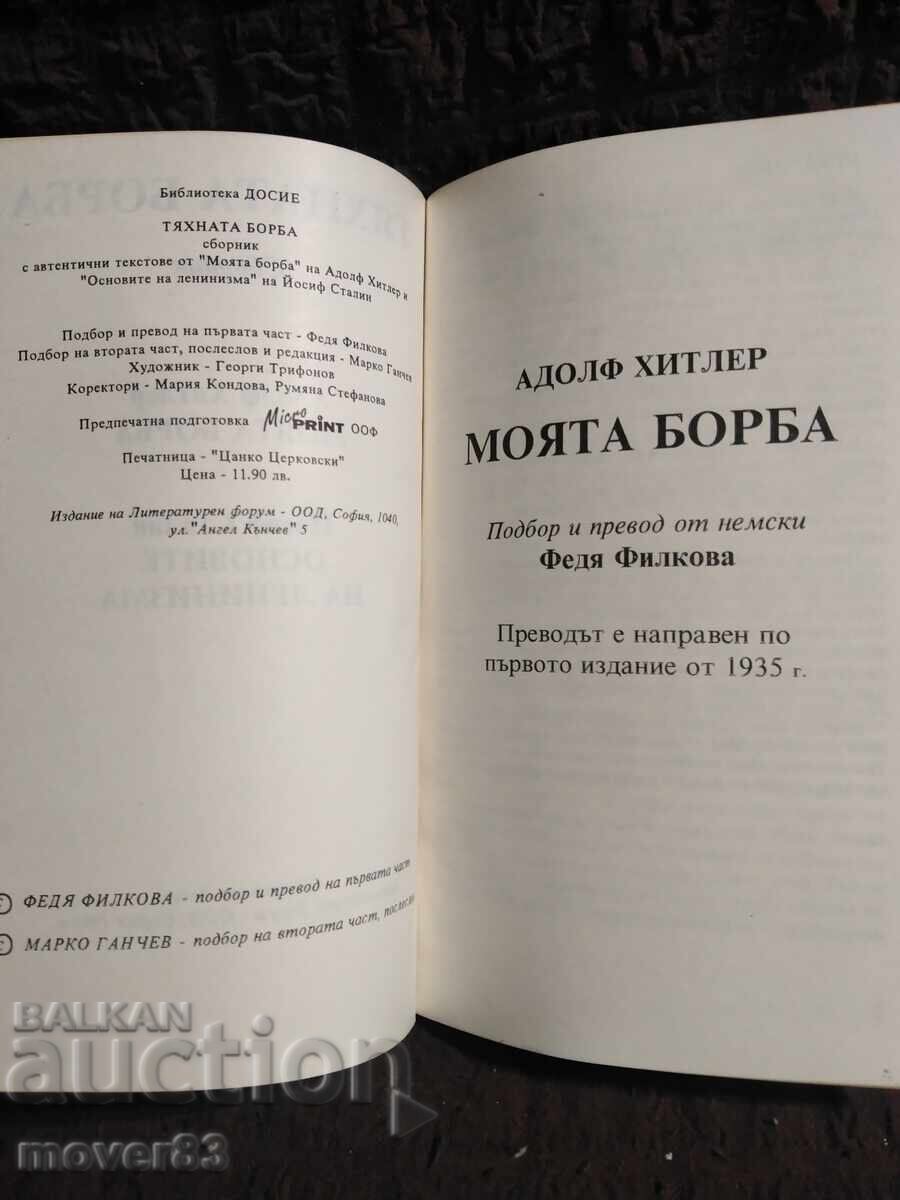 Библиотека ДОСИЕ
ТЯХНАТА БОРБА
сборник
с автентични текстове от "Моята борба" на Адолф Хитлер и
"Основите на ленинизма" на Йосиф Сталин
Подбор и превод на първата част - Федя Филкова
Подбор на втората част, послеслов и редакция - Марко Ганчев
Художник - Георги Трифонов
Коректори - Мария Кондова, Румяна Стефанова
Предпечатна подготовка Micro PRINT ООФ
Печатница - "Цанко Церковски"
Цена - 11.90 лв.
Издание на Литературен форум - ООД, София, 1040,
ул."Ангел Кънчев" 5
© ФЕДЯ ФИЛКОВА - подбор и превод на първата част
© МАРКО ГАНЧЕВ - подбор на втората част,
АДОЛФ ХИТЛЕР
МОЯТА БОРБА
Подбор и превод от немски
Федя Филкова
Преводът е направен по
първото издание от 1935 г.
BALKAN
auction
mover83